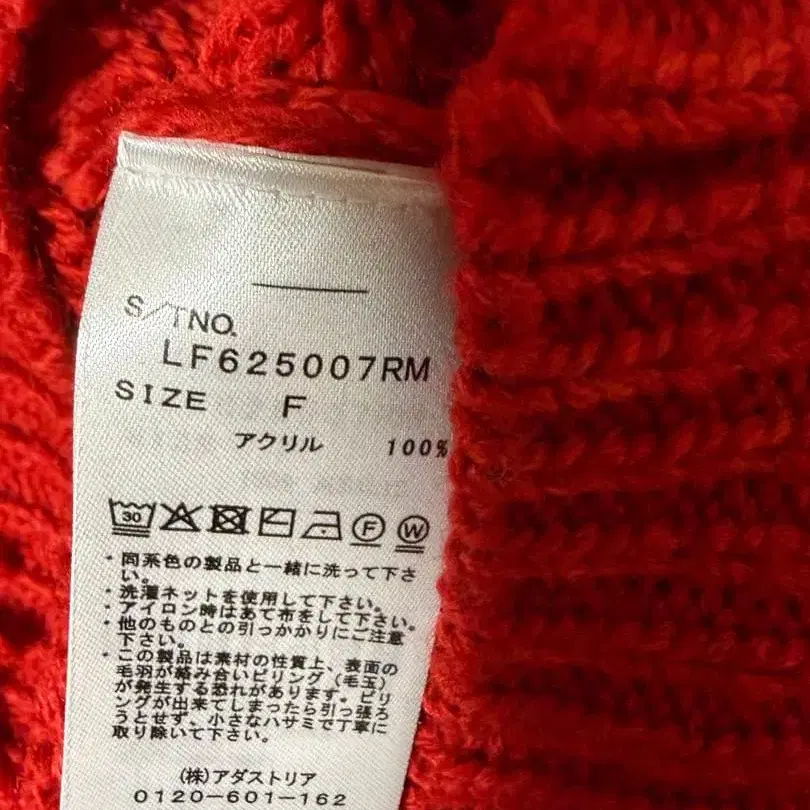 S/TNO.
LF625007RM
SIZE F
アクリル 100%
30
F W
・同系色の製品と一緒に洗って下さ
い。
・洗濯ネットを使用して下さい。
・アイロン時はあて布をして下さい。
・他のものとの引っかかりにご注意
下さい。
・この製品は素材の性質上、表面の
毛羽が絡み合いピリング（毛玉）
が発生する恐れがあります。ピリ
ングが出来てしまったら引っ張ろ
うとせず、小さなハサミで丁寧に
取り除いて下さい。
(株)アダストリア
0120-601-162